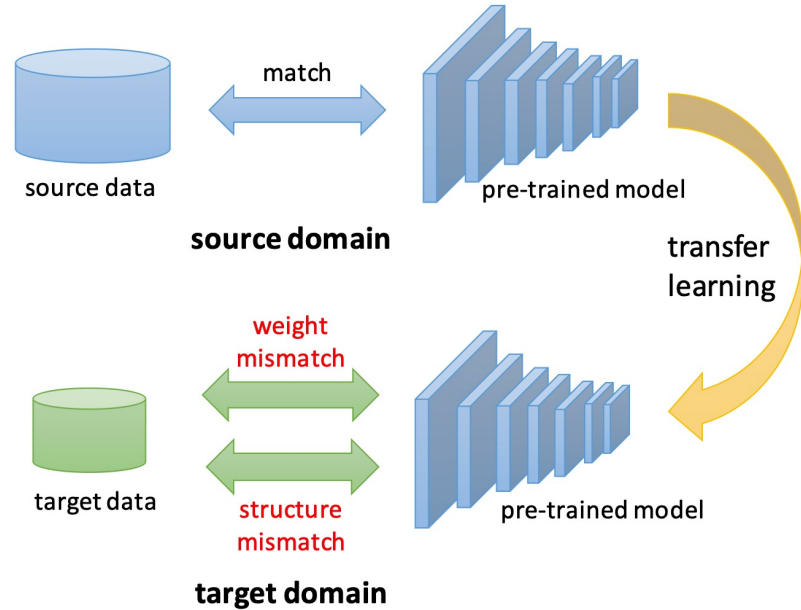 match
source data
pre-trained model
source domain
transfer
learning
weight
mismatch
target data
structure
mismatch
pre-trained model
target domain